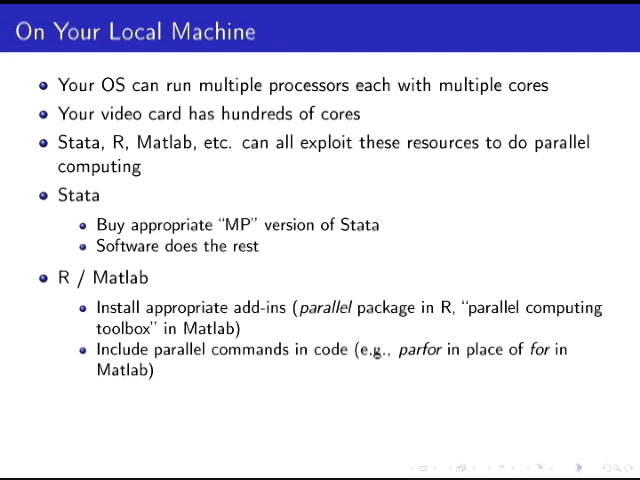 On Your Local Machine
Your OS can run multiple processors each with multiple cores
Your video card has hundreds of cores
Stata, R, Matlab, etc. can all exploit these resources to do parallel
computing
Stata
Buy appropriate “MP” version of Stata
Software does the rest
R / Matlab
Install appropriate add-ins (parallel package in R, “parallel computing
toolbox” in Matlab)
Include parallel commands in code (e.g., parfor in place of for in
Matlab)